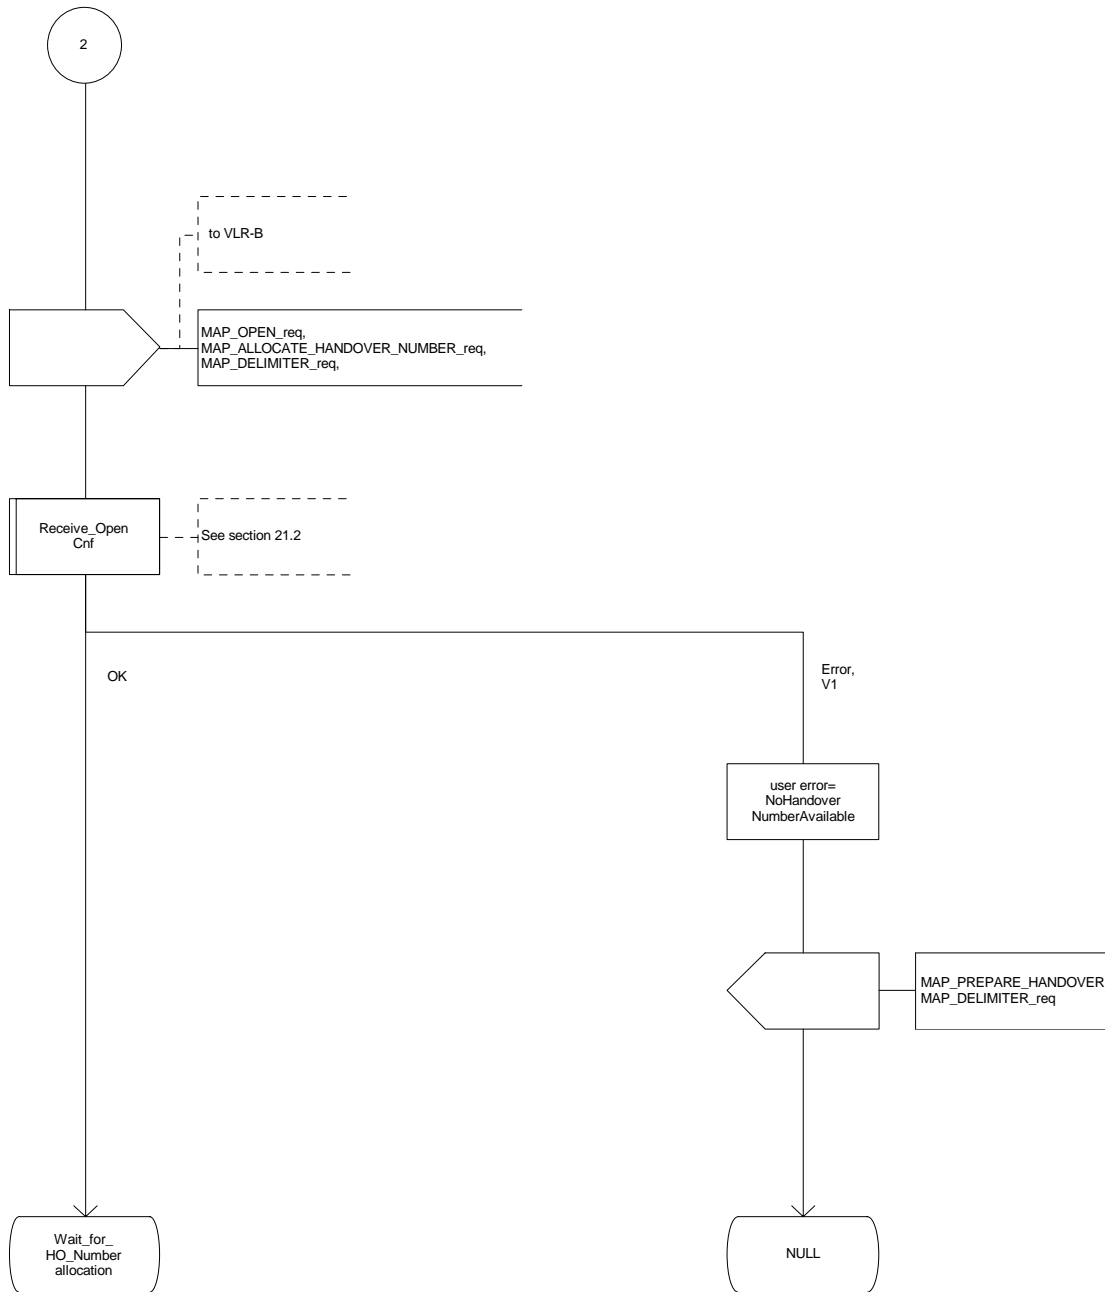 2
to VLR-B
MAP_OPEN_req,
MAP_ALLOCATE_HANDOVER_NUMBER_req,
MAP_DELIMITER_req,
Receive_Open
Cnf
See section 21.2
OK
Error,
V1
user error=
NoHandover
NumberAvailable
MAP_PREPARE_HANDOVER
MAP_DELIMITER_req
Wait_for_
HO_Number
allocation
NULL